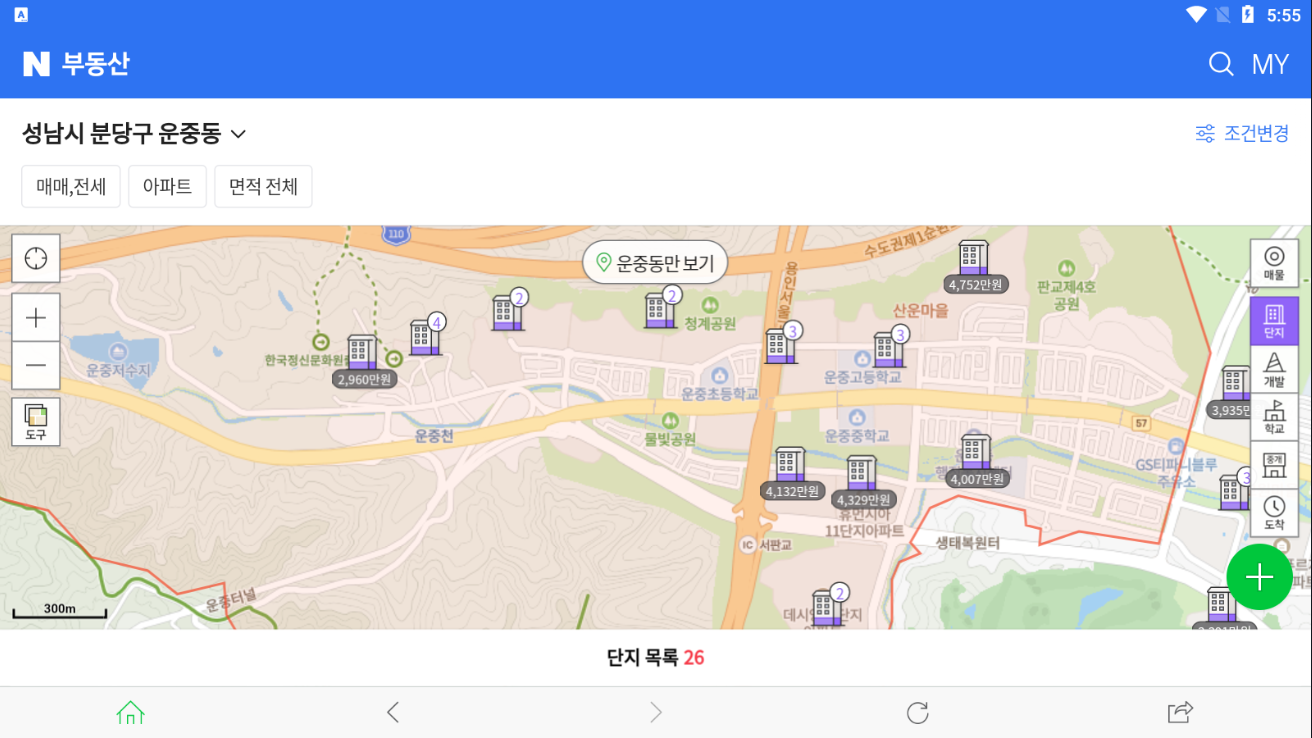 A
5:55
N 부동산
MY
성남시 분당구 운중동
조건변경
매매,전세
아파트
면적 전체
110
수도권제1순환
운중동만 보기
용인서울
매물
4,752만원
판교제4호
공원
산운마을
2
2
청계공원
4
3
3
단지
한국정신문화원
운중저수지
2,960만원
운중고등학교
개발
운중초등학교
3,935만
도구
물빛공원
운중천
운중중학교
57
학교
GS티파니블루
주유소
중개
4,132만원
4,329만원
4,007만원
3
휴먼시아
11단지아파트
도착
IC 서판교
생태복원터
운중터널
300m
2
데시앙
단지
단지 목록 26